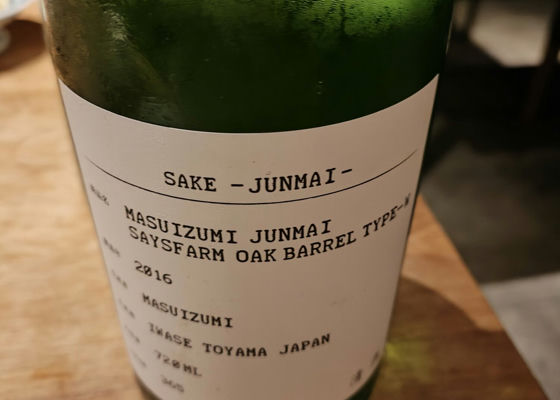 SAKE -JUNMAI-
MASUIZUMI JUNMAI
SAYSFARM OAK BARREL TYPE-W
2016
MASUIZUMI
IWASE TOYAMA JAPAN
720ML
365